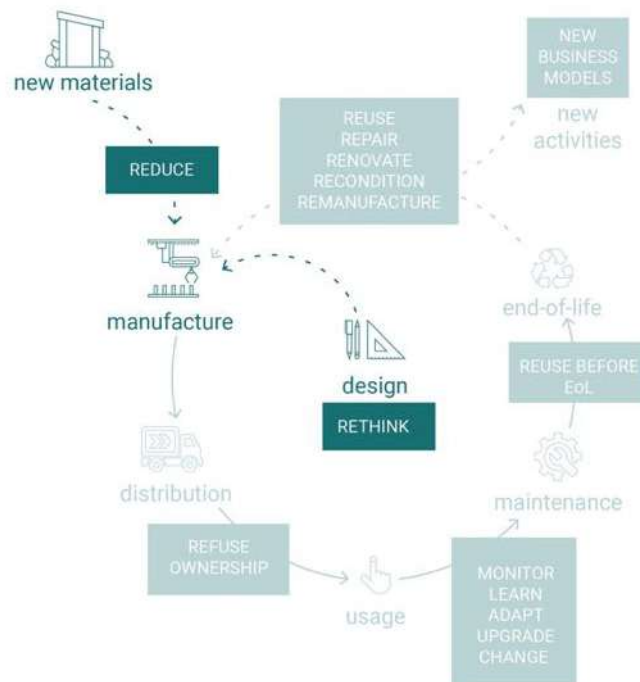 new materials
NEW
BUSINESS
MODELS
new
activities
REUSE
REPAIR
RENOVATE
RECONDITION
REMANUFACTURE
REDUCE
manufacture
end-of-life
design
RETHINK
REUSE BEFORE
EoL
distribution
maintenance
REFUSE
OWNERSHIP
usage
MONITOR
LEARN
ADAPT
UPGRADE
CHANGE